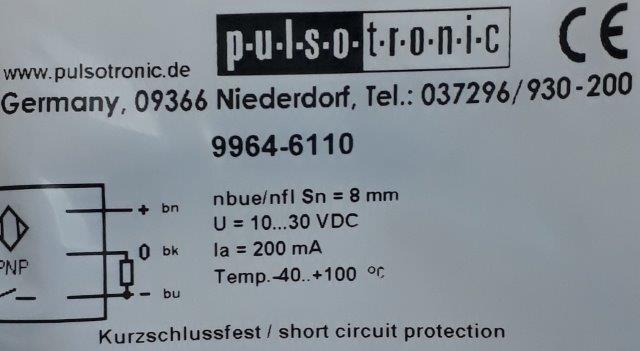 p·u·l·s·o·t·r·o·n·i·c CE
www.pulsotronic.de
Germany, 09366 Niederdorf, Tel.: 037296/930-200
9964-6110
+ bn nbue/nfl Sn = 8 mm
U = 10...30 VDC
0 bk Ia = 200 mA
PNP Temp.-40..+100 °C
- bu
Kurzschlussfest / short circuit protection